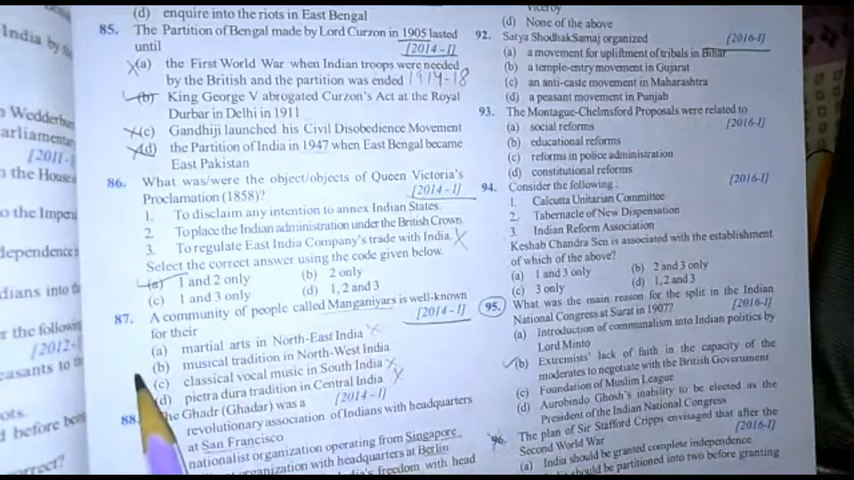 India by
n Wedderbu
arliamentar
[2011-
n the House
o the Imper
dependence
dians into
r the follow
[2012-
easants to
ots.
d before
orrect?
(d) enquire into the riots in East Bengal
85. The Partition of Bengal made by Lord Curzon in 1905 lasted
until [2014-I]
(a) the First World War when Indian troops were needed
by the British and the partition was ended 1914-18
(b) King George V abrogated Curzon's Act at the Royal
Durbar in Delhi in 1911
(c) Gandhiji launched his Civil Disobedience Movement
(d) the Partition of India in 1947 when East Bengal became
East Pakistan
86. What was/were the object/objects of Queen Victoria's
Proclamation (1858)? [2014-I]
1. To disclaim any intention to annex Indian States.
2. To place the Indian administration under the British Crown.
3. To regulate East India Company's trade with India.
Select the correct answer using the code given below.
(a) 1 and 2 only (b) 2 only
(c) 1 and 3 only (d) 1, 2 and 3
87. A community of people called Manganiyars is well-known
for their [2014-I]
(a) martial arts in North-East India
(b) musical tradition in North-West India
(c) classical vocal music in South India
(d) pietra dura tradition in Central India
88. The Ghadr (Ghadar) was a [2014-I]
revolutionary association of Indians with headquarters
at San Francisco
nationalist organization operating from Singapore
organization with headquarters at Berlin
freedom with head
viceroy
(d) None of the above
92. Satya ShodhakSamaj organized [2016-I]
(a) a movement for upliftment of tribals in Bihar
(b) a temple-entry movement in Gujarat
(c) an anti-caste movement in Maharashtra
(d) a peasant movement in Punjab
93. The Montague-Chelmsford Proposals were related to
(a) social reforms [2016-I]
(b) educational reforms
(c) reforms in police administration
(d) constitutional reforms
94. Consider the following : [2016-I]
1. Calcutta Unitarian Committee
2. Tabernacle of New Dispensation
3. Indian Reform Association
Keshab Chandra Sen is associated with the establishment
of which of the above?
(a) 1 and 3 only (b) 2 and 3 only
(c) 3 only (d) 1, 2 and 3
95. What was the main reason for the split in the Indian
National Congress at Surat in 1907? [2016-I]
(a) Introduction of communalism into Indian politics by
Lord Minto
(b) Extremists' lack of faith in the capacity of the
moderates to negotiate with the British Government
(c) Foundation of Muslim League
(d) Aurobindo Ghosh's inability to be elected as the
President of the Indian National Congress
96. The plan of Sir Stafford Cripps envisaged that after the
Second World War [2016-I]
(a) India should be granted complete independence
should be partitioned into two before granting